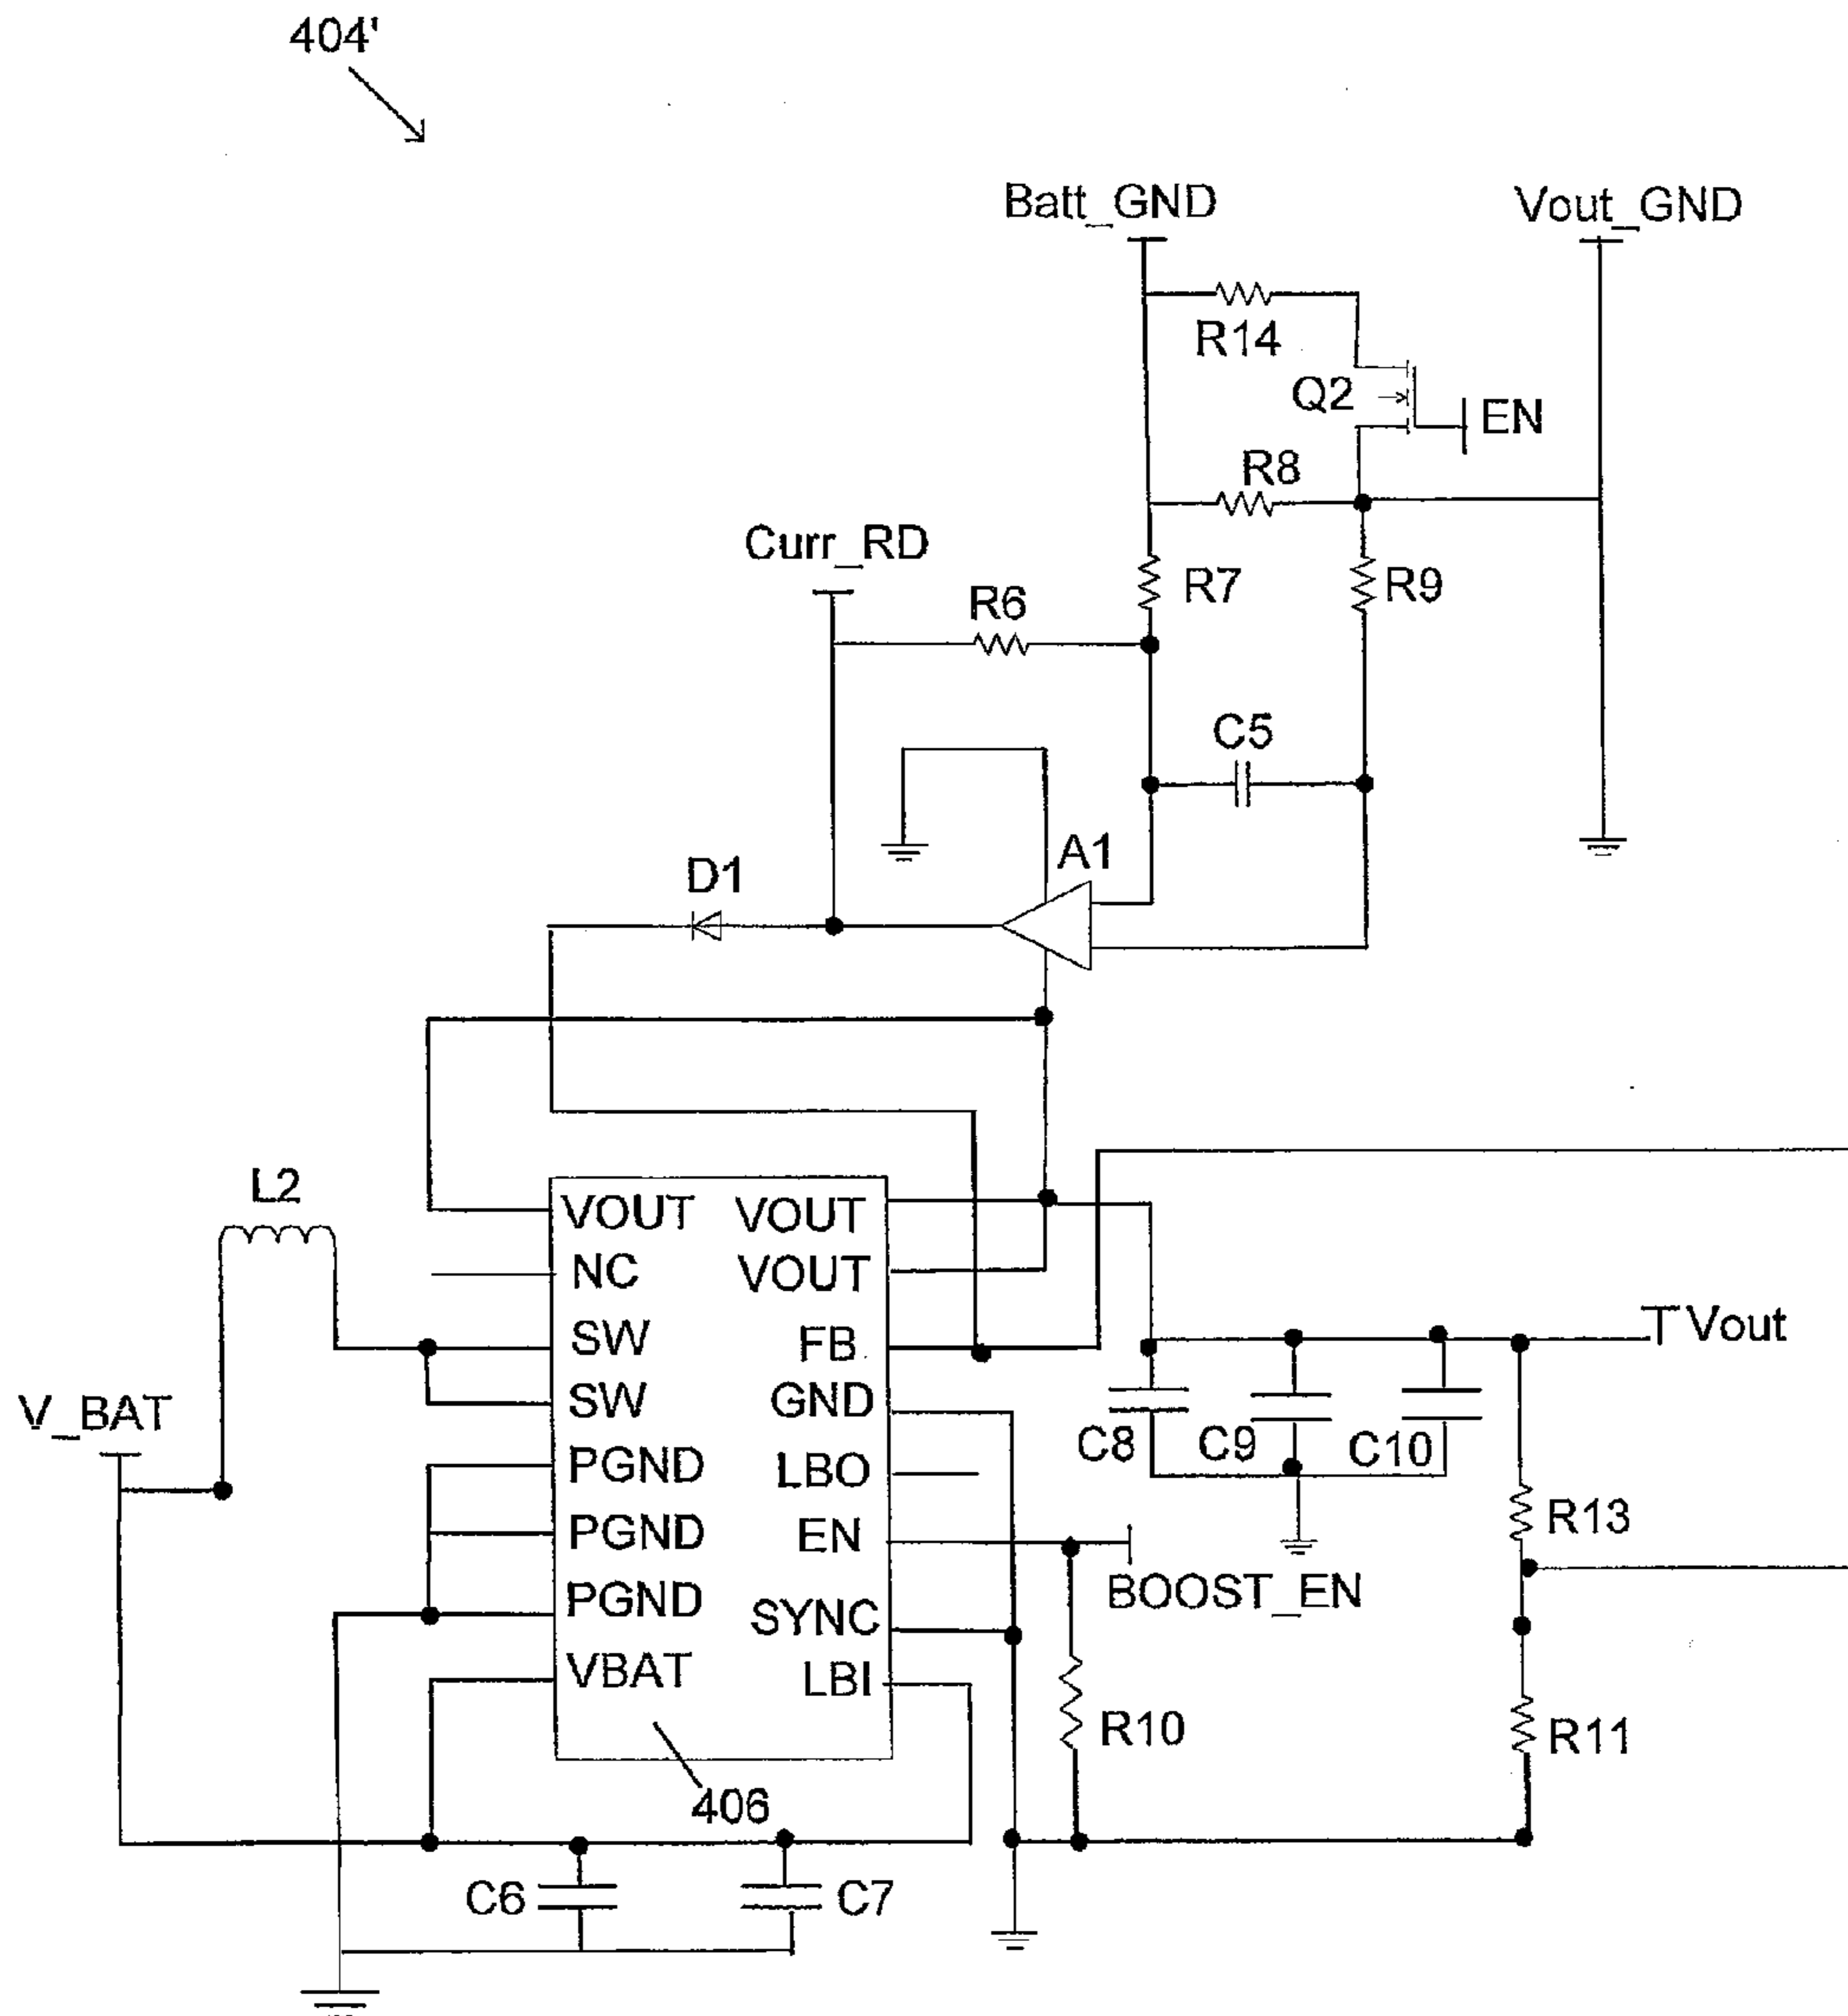 404'
Batt_GND
Vout_GND
R14
Q2
EN
R8
Curr_RD
R7
R9
R6
C5
A1
D1
L2
VOUT
VOUT
NC
VOUT
SW
FB
Vout
SW
GND
V_BAT
C8
C9
C10
PGND
LBO
R13
PGND
EN
BOOST_EN
PGND
SYNC
VBAT
LBI
R10
R11
406
C6
C7